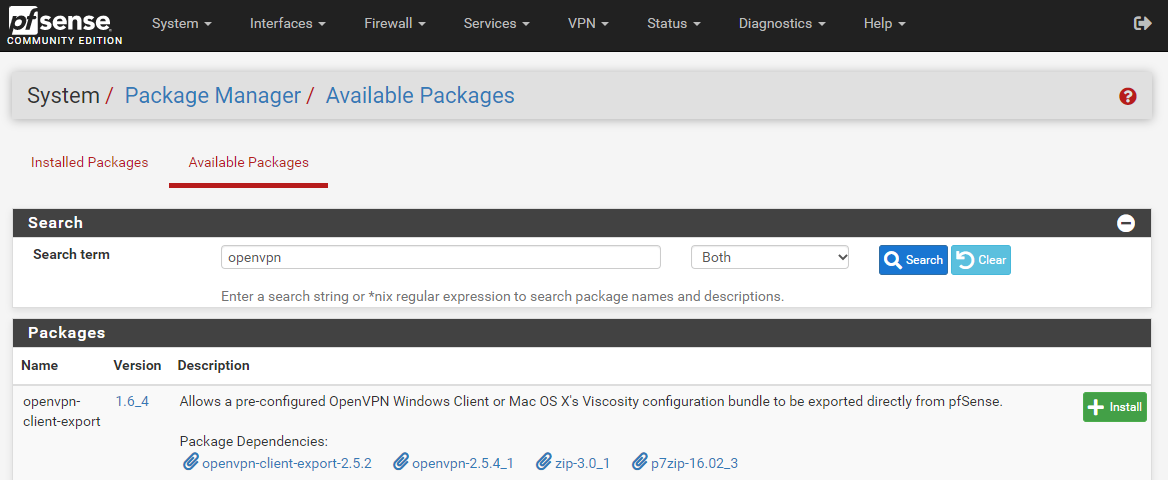 pfsense
COMMUNITY EDITION
System Interfaces Firewall Services VPN Status Diagnostics Help
System / Package Manager / Available Packages
Installed Packages Available Packages
Search
Search term openvpn Both Search Clear
Enter a search string or *nix regular expression to search package names and descriptions.
Packages
Name Version Description
openvpn- 1.6_4 Allows a pre-configured OpenVPN Windows Client or Mac OS X's Viscosity configuration bundle to be exported directly from pfSense. Install
client-export
Package Dependencies:
openvpn-client-export-2.5.2 openvpn-2.5.4_1 zip-3.0_1 p7zip-16.02_3